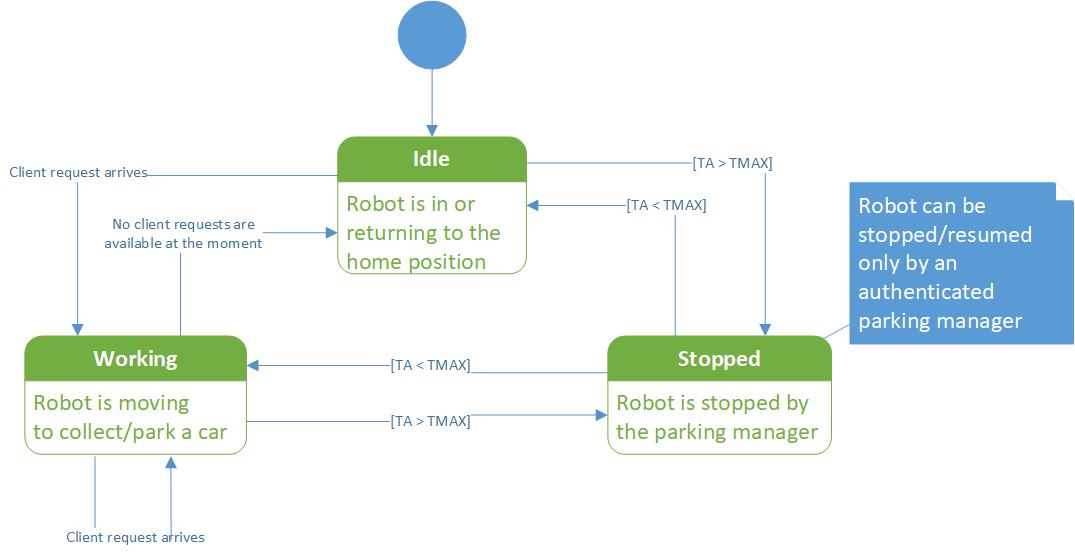 Idle
Robot is in or
returning to the
home position
Client request arrives
[TA > TMAX]
[TA < TMAX]
No client requests are
available at the moment
Robot can be
stopped/resumed
only by an
authenticated
parking manager
Working
Robot is moving
to collect/park a car
[TA < TMAX]
[TA > TMAX]
Stopped
Robot is stopped by
the parking manager
Client request arrives